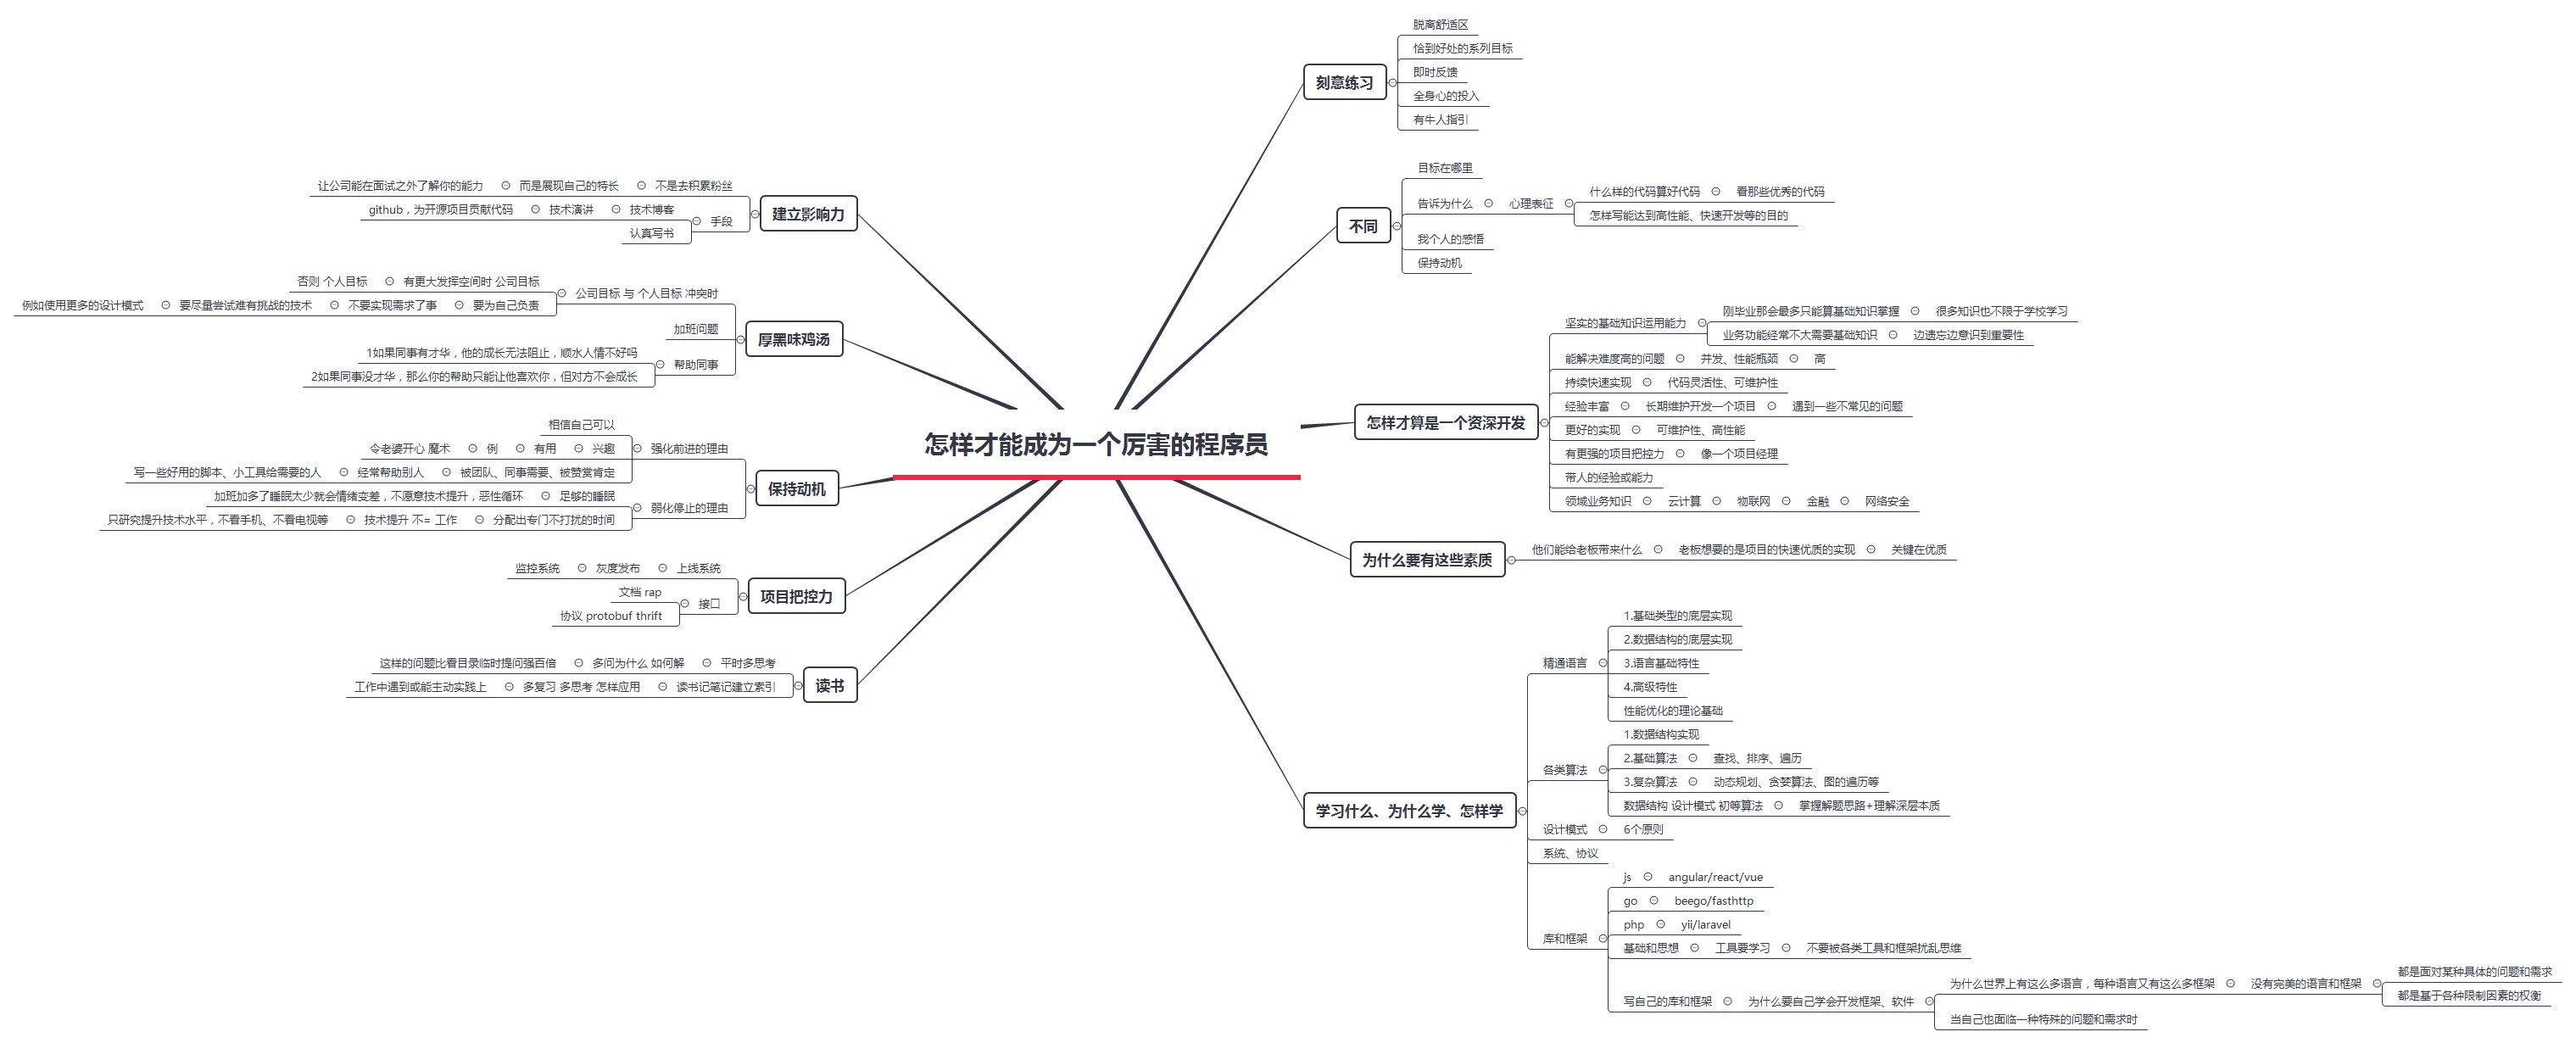 怎样才能成为一个厉害的程序员
刻意练习
脱离舒适区
恰到好处的系列目标
即时反馈
全身心的投入
有牛人指引
不同
目标在哪里
告诉为什么
心理表征
什么样的代码算好代码
看那些优秀的代码
怎样写能达到高性能、快速开发等的目的
我个人的感悟
保持动机
怎样才算是一个资深开发
坚实的基础知识运用能力
刚毕业那会最多只能算基础知识掌握
很多知识也不限于学校学习
业务功能经常不太需要基础知识
边遗忘边意识到重要性
能解决难度高的问题
并发、性能瓶颈
高
持续快速实现
代码灵活性、可维护性
经验丰富
长期维护开发一个项目
遇到一些不常见的问题
更好的实现
可维护性、高性能
有更强的项目把控力
像一个项目经理
带人的经验或能力
领域业务知识
云计算
物联网
金融
网络安全
为什么要有这些素质
他们能给老板带来什么
老板想要的是项目的快速优质的实现
关键在优质
学习什么、为什么学、怎样学
精通语言
1.基础类型的底层实现
2.数据结构的底层实现
3.语言基础特性
4.高级特性
性能优化的理论基础
各类算法
1.数据结构实现
2.基础算法
查找、排序、遍历
3.复杂算法
动态规划、贪婪算法、图的遍历等
数据结构 设计模式 初等算法
掌握解题思路+理解深层本质
设计模式
6个原则
系统、协议
库和框架
js
angular/react/vue
go
beego/fasthttp
php
yii/laravel
基础和思想
工具要学习
不要被各类工具和框架扰乱思维
写自己的库和框架
为什么要自己学会开发框架、软件
为什么世界上有这么多语言，每种语言又有这么多框架
没有完美的语言和框架
都是面对某种具体的问题和需求
都是基于各种限制因素的权衡
当自己也面临一种特殊的问题和需求时
建立影响力
不是去积累粉丝
而是展现自己的特长
让公司能在面试之外了解你的能力
手段
技术博客
技术演讲
github，为开源项目贡献代码
认真写书
厚黑味鸡汤
公司目标 与 个人目标 冲突时
有更大发挥空间时 公司目标
否则 个人目标
要为自己负责
不要实现需求了事
要尽量尝试难有挑战的技术
例如使用更多的设计模式
加班问题
帮助同事
1如果同事有才华，他的成长无法阻止，顺水人情不好吗
2如果同事没才华，那么你的帮助只能让他喜欢你，但对方不会成长
保持动机
强化前进的理由
相信自己可以
兴趣
有用
例
令老婆开心 魔术
被团队、同事需要、被赞赏肯定
经常帮助别人
写一些好用的脚本、小工具给需要的人
弱化停止的理由
足够的睡眠
加班加多了睡眠太少就会情绪变差，不愿意技术提升，恶性循环
分配出专门不打扰的时间
技术提升 不= 工作
只研究提升技术水平，不看手机、不看电视等
项目把控力
上线系统
灰度发布
监控系统
接口
文档 rap
协议 protobuf thrift
读书
平时多思考
多问为什么 如何解
这样的问题比看目录临时提问强百倍
读书记笔记建立索引
多复习 多思考 怎样应用
工作中遇到或能主动实践上